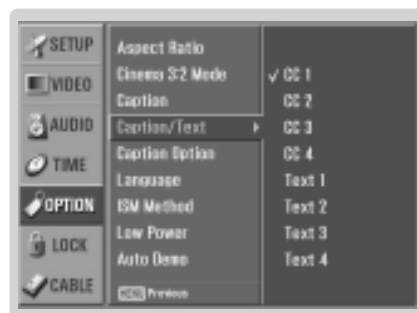 SETUP
VIDEO
AUDIO
TIME
OPTION
LOCK
CABLE
Aspect Ratio
Cinema 3:2 Mode
Caption
Caption/Text
Caption Option
Language
ISM Method
Low Power
Auto Demo
MENU Previous
✓ CC 1
CC 2
CC 3
CC 4
Text 1
Text 2
Text 3
Text 4